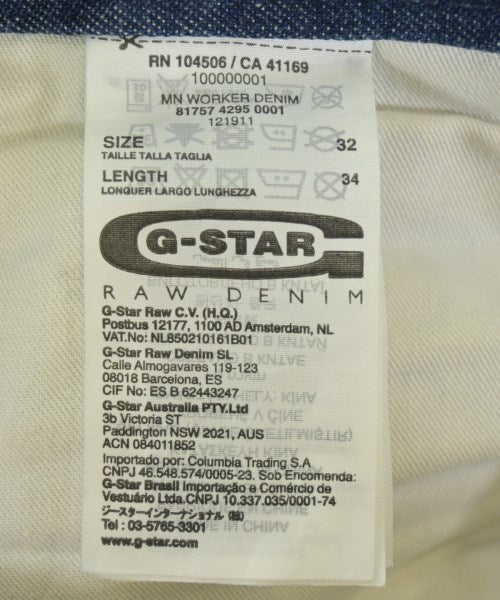 RN 104506 / CA 41169
100000001
MN WORKER DENIM
81757 4295 0001
121911
SIZE 32
TAILLE TALLA TAGLIA
LENGTH 34
LONGUER LARGO LUNGHEZZA
G-STAR
RAW DENIM
G-Star Raw C.V. (H.Q.)
Postbus 12177, 1100 AD Amsterdam, NL
VAT.No: NL850210161B01
G-Star Raw Denim SL
Calle Almogavares 119-123
08018 Barcelona, ES
CIF No: ES B 62443247
G-Star Australia PTY.Ltd
3b Victoria ST
Paddington NSW 2021, AUS
ACN 084011852
Importado por: Columbia Trading S.A
CNPJ 46.548.574/0005-23. Sob Encomenda:
G-Star Brasil Importação e Comércio de
Vestuário Ltda.CNPJ 10.337.035/0001-74
ジースターインターナショナル (株)
Tel : 03-5765-3301
www.g-star.com